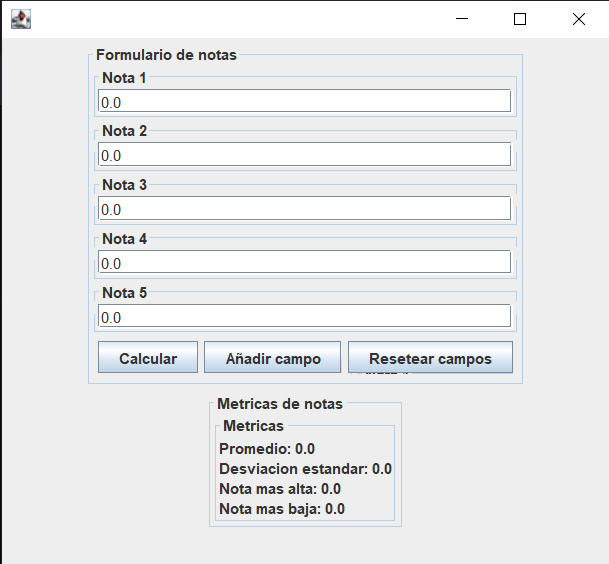 Formulario de notas
Nota 1
0.0
Nota 2
0.0
Nota 3
0.0
Nota 4
0.0
Nota 5
0.0
Calcular Añadir campo Resetear campos
Metricas de notas
Metricas
Promedio: 0.0
Desviacion estandar: 0.0
Nota mas alta: 0.0
Nota mas baja: 0.0